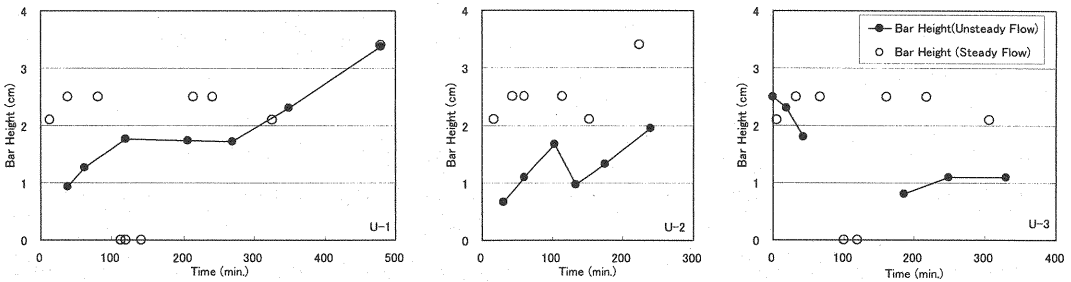 4
3
2
1
0
Bar Height (cm)
0 100 200 300 400 500
Time (min.)
U-1
4
3
2
1
0
Bar Height (cm)
0 100 200 300
Time (min.)
U-2
4
3
2
1
0
Bar Height (cm)
0 100 200 300 400
Time (min.)
U-3
Bar Height(Unsteady Flow)
Bar Height (Steady Flow)